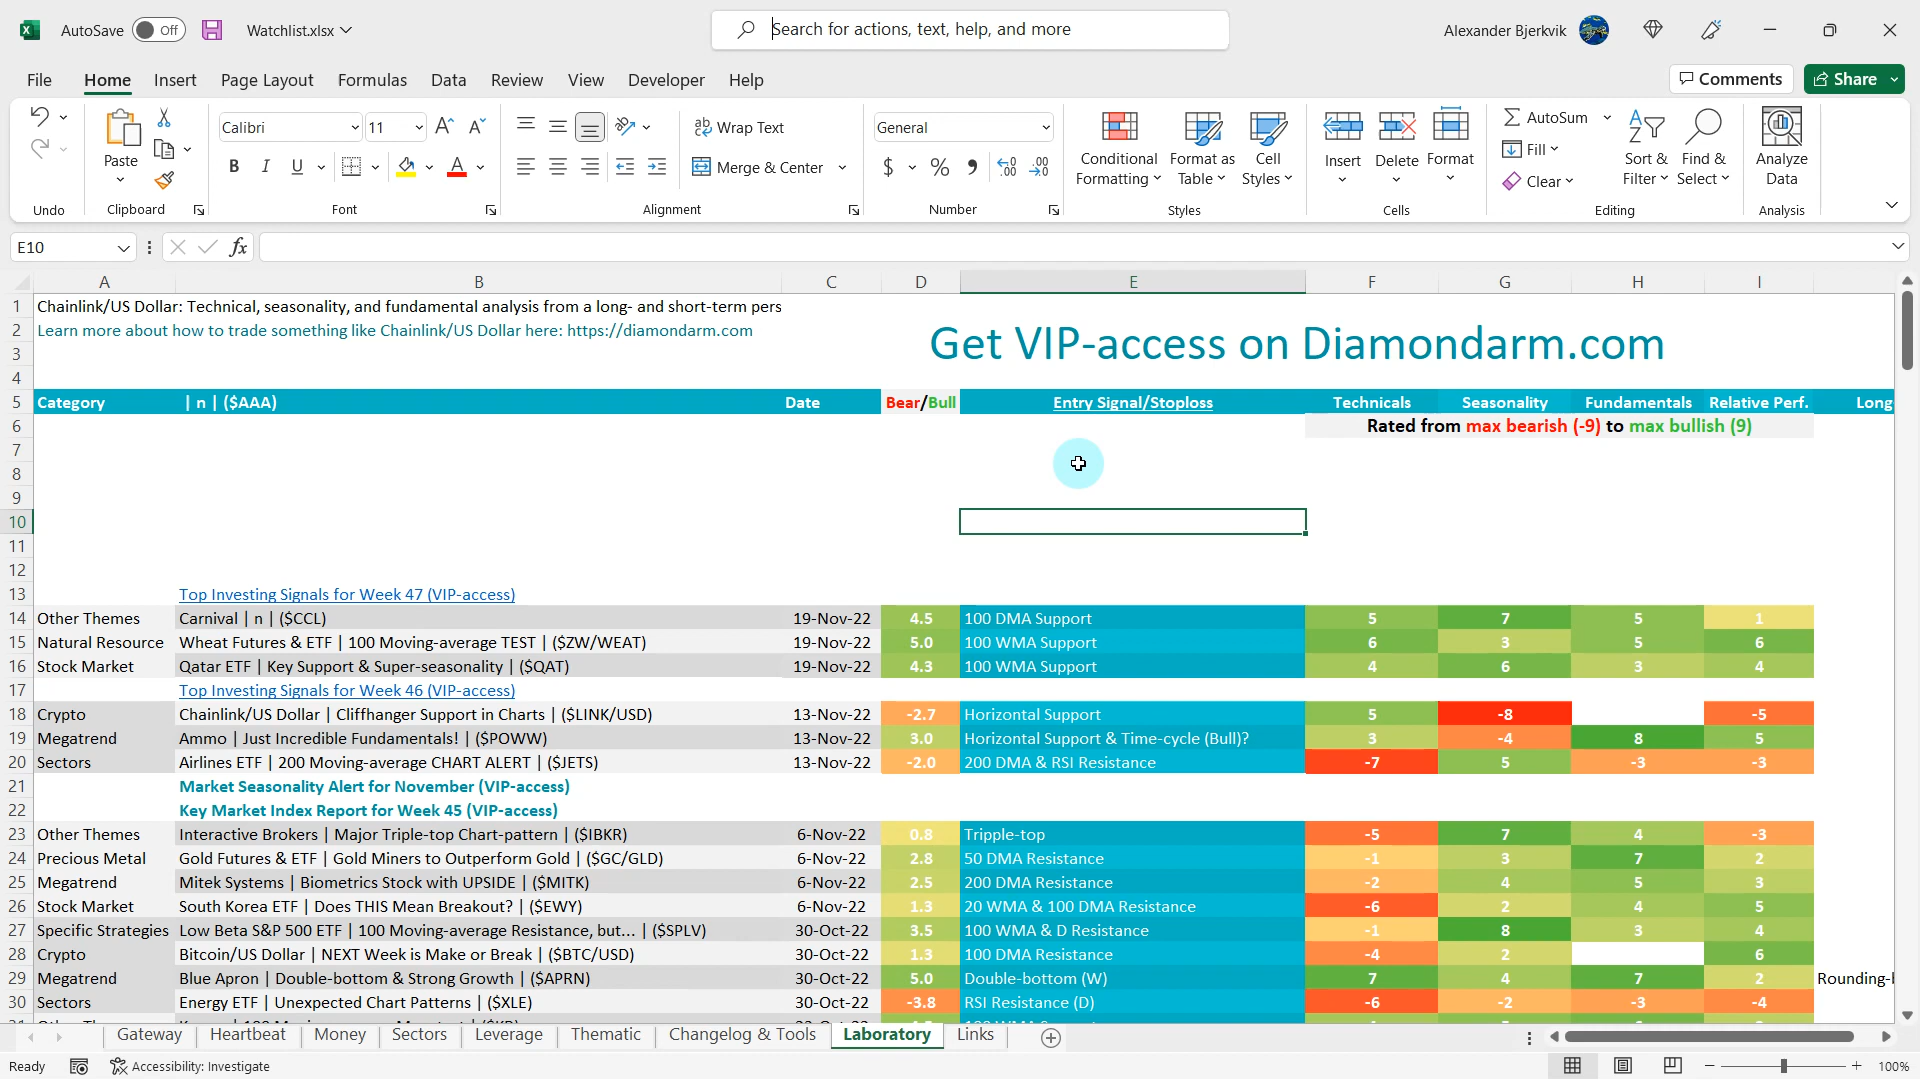 AutoSave Off Watchlist.xlsx Search for actions, text, help, and more Alexander Bjerkvik
File Home Insert Page Layout Formulas Data Review View Developer Help Comments Share
Calibri 11 Wrap Text General AutoSum
Paste B I U Merge & Center $ % Conditional Formatting Format as Table Cell Styles Insert Delete Format Fill Clear Sort & Filter Find & Select Analyze Data
Undo Clipboard Font Alignment Number Styles Cells Editing Analysis
E10 fx
A B C D E F G H I
1 Chainlink/US Dollar: Technical, seasonality, and fundamental analysis from a long- and short-term pers
2 Learn more about how to trade something like Chainlink/US Dollar here: https://diamondarm.com
Get VIP-access on Diamondarm.com
3
4
5 Category | n | ($AAA) Date Bear/Bull Entry Signal/Stoploss Technicals Seasonality Fundamentals Relative Perf. Long
6 Rated from max bearish (-9) to max bullish (9)
7
8
9
10
11
12
13 Top Investing Signals for Week 47 (VIP-access)
14 Other Themes Carnival | n | ($CCL) 19-Nov-22 4.5 100 DMA Support 5 7 5 1
15 Natural Resource Wheat Futures & ETF | 100 Moving-average TEST | ($ZW/WEAT) 19-Nov-22 5.0 100 WMA Support 6 3 5 6
16 Stock Market Qatar ETF | Key Support & Super-seasonality | ($QAT) 19-Nov-22 4.3 100 WMA Support 4 6 3 4
17 Top Investing Signals for Week 46 (VIP-access)
18 Crypto Chainlink/US Dollar | Cliffhanger Support in Charts | ($LINK/USD) 13-Nov-22 -2.7 Horizontal Support 5 -8 -5
19 Megatrend Ammo | Just Incredible Fundamentals! | ($POWW) 13-Nov-22 3.0 Horizontal Support & Time-cycle (Bull)? 3 -4 8 5
20 Sectors Airlines ETF | 200 Moving-average CHART ALERT | ($JETS) 13-Nov-22 -2.0 200 DMA & RSI Resistance -7 5 -3 -3
21 Market Seasonality Alert for November (VIP-access)
22 Key Market Index Report for Week 45 (VIP-access)
23 Other Themes Interactive Brokers | Major Triple-top Chart-pattern | ($IBKR) 6-Nov-22 0.8 Tripple-top -5 7 4 -3
24 Precious Metal Gold Futures & ETF | Gold Miners to Outperform Gold | ($GC/GLD) 6-Nov-22 2.8 50 DMA Resistance -1 3 7 2
25 Megatrend Mitek Systems | Biometrics Stock with UPSIDE | ($MITK) 6-Nov-22 2.5 200 DMA Resistance -2 4 5 3
26 Stock Market South Korea ETF | Does THIS Mean Breakout? | ($EWY) 6-Nov-22 1.3 20 WMA & 100 DMA Resistance -6 2 4 5
27 Specific Strategies Low Beta S&P 500 ETF | 100 Moving-average Resistance, but... | ($SPLV) 30-Oct-22 3.5 100 WMA & D Resistance -1 8 3 4
28 Crypto Bitcoin/US Dollar | NEXT Week is Make or Break | ($BTC/USD) 30-Oct-22 1.3 100 DMA Resistance -4 2 6
29 Megatrend Blue Apron | Double-bottom & Strong Growth | ($APRN) 30-Oct-22 5.0 Double-bottom (W) 7 4 7 2 Rounding-b
30 Sectors Energy ETF | Unexpected Chart Patterns | ($XLE) 30-Oct-22 -3.8 RSI Resistance (D) -6 -2 -3 -4
Gateway Heartbeat Money Sectors Leverage Thematic Changelog & Tools Laboratory Links
Ready Accessibility: Investigate 100%